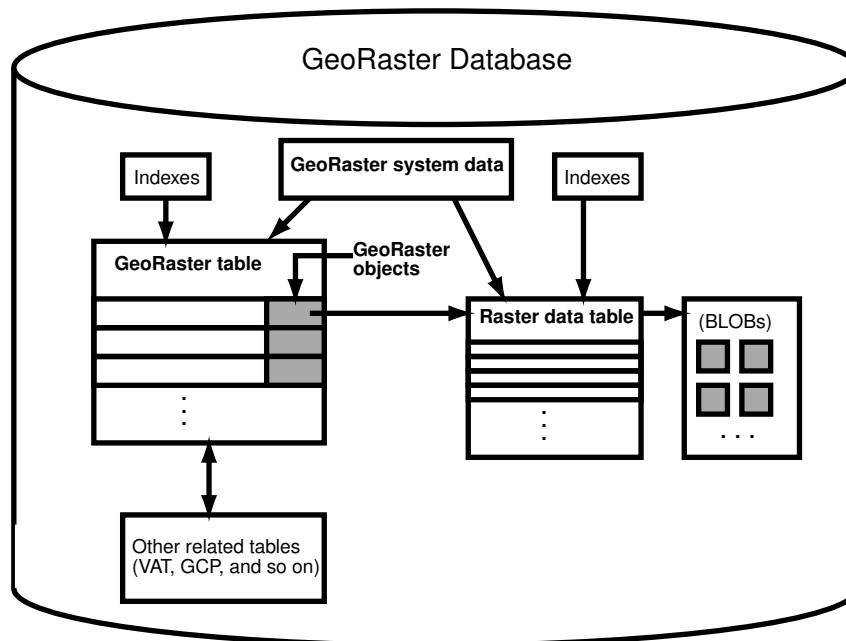 GeoRaster Database
Indexes
GeoRaster system data
Indexes
GeoRaster table
GeoRaster
objects
Raster data table
(BLOBs)
. . .
Other related tables
(VAT, GCP, and so on)